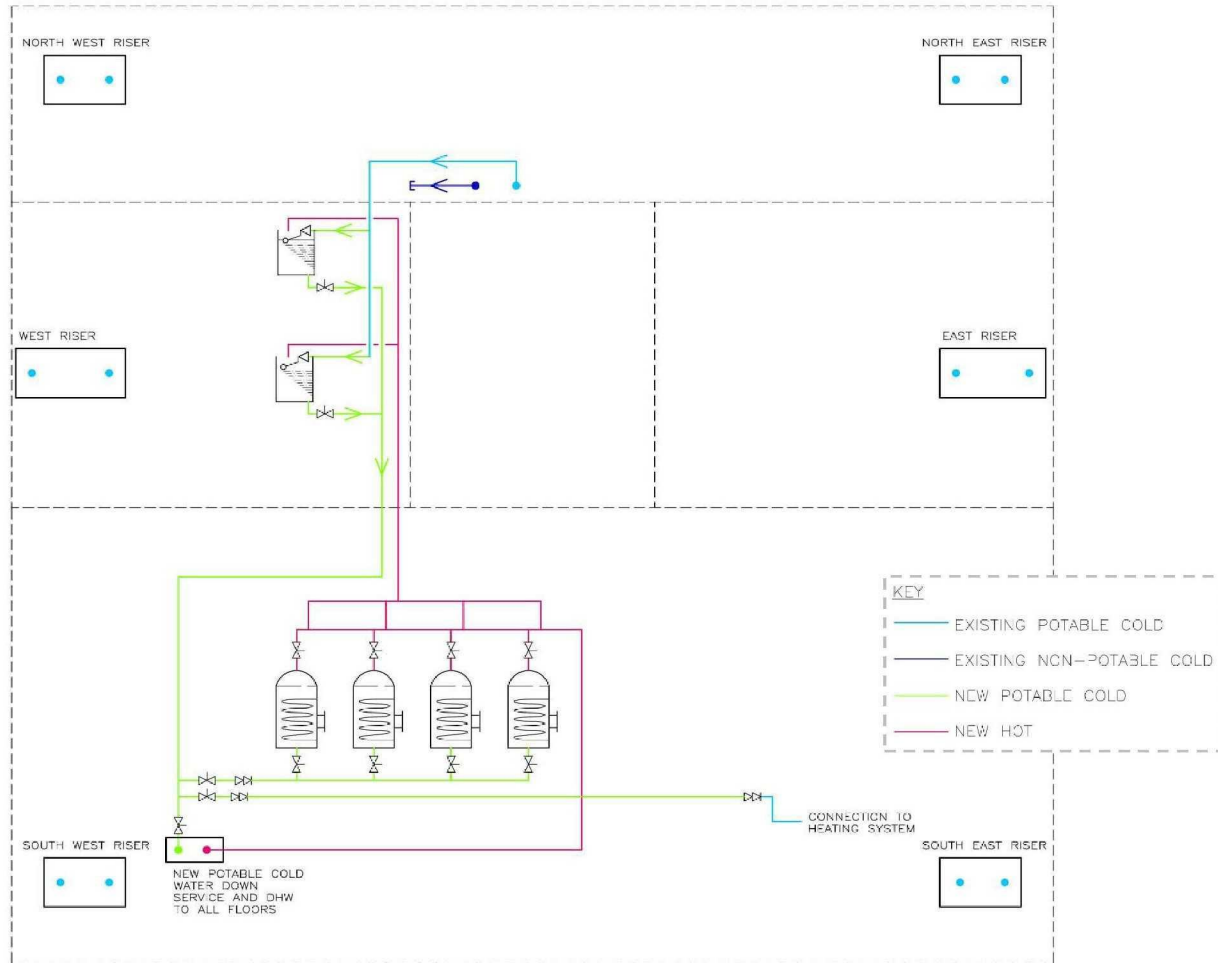 NORTH WEST RISER
NORTH EAST RISER
WEST RISER
EAST RISER
KEY
EXISTING POTABLE COLD
EXISTING NON-POTABLE COLD
NEW POTABLE COLD
NEW HOT
CONNECTION TO
HEATING SYSTEM
SOUTH WEST RISER
SOUTH EAST RISER
NEW POTABLE COLD
WATER DOWN
SERVICE AND DHW
TO ALL FLOORS